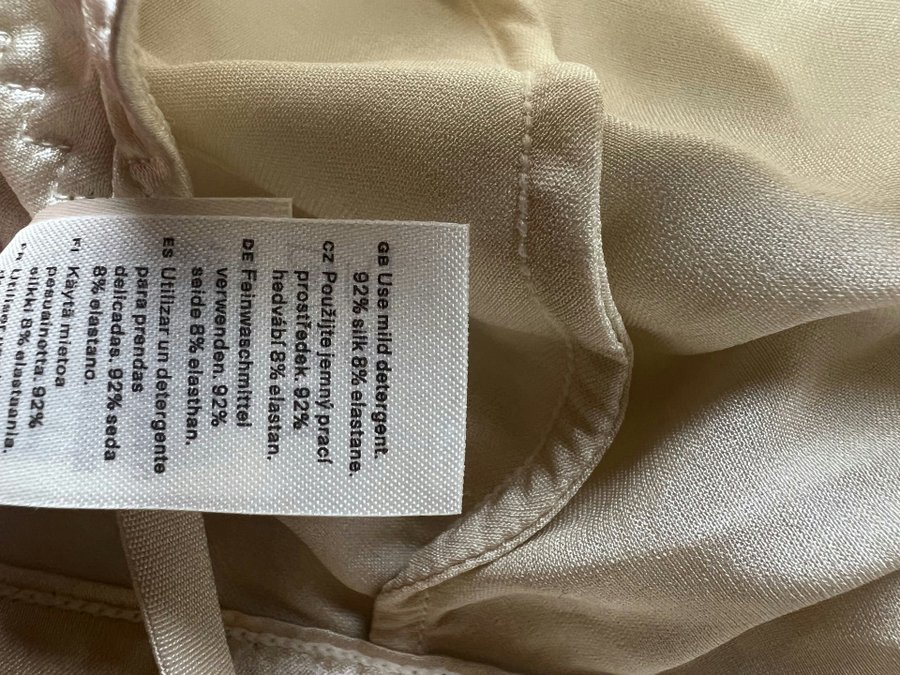 GB Use mild detergent.
92% silk 8% elastane.
CZ Použije jemný prací
prostředek. 92%
hedvábí 8% elastan.
DE Feinwaschmittel
verwenden. 92%
seide 8% elasthan.
ES Utilizar un detergente
para prendas
delicadas. 92% seda
8% elastano.
FI Käytä mietoa
pesuainetta. 92%
silkki 8% elastaania.